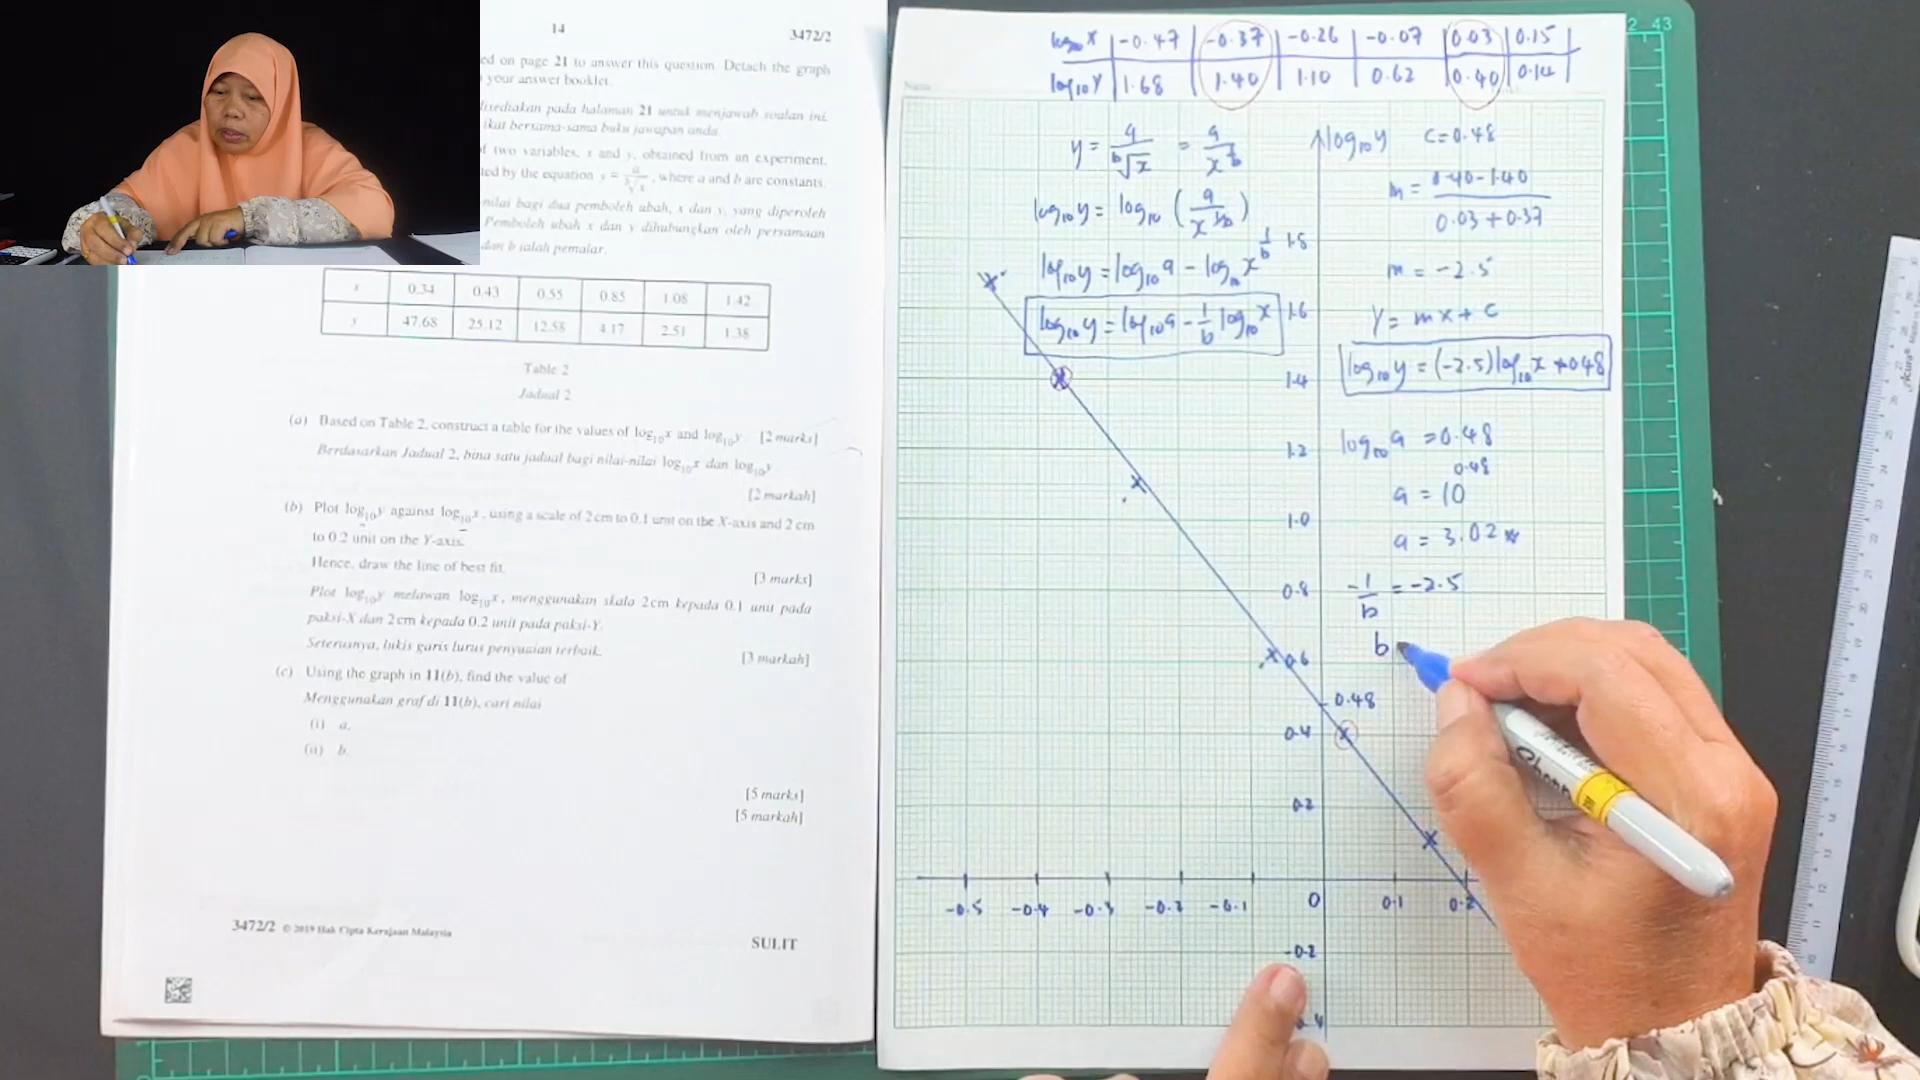 14
3472/2
ed on page 21 to answer this question. Detach the graph
your answer booklet.
disediakan pada halaman 21 untuk menjawab soalan ini.
ikat bersama-sama buku jawapan anda.
f two variables, x and y, obtained from an experiment.
ted by the equation y = a/ᵇ√x, where a and b are constants.
nilai bagi dua pemboleh ubah, x dan y, yang diperoleh
Pemboleh ubah x dan y dihubungkan oleh persamaan
dan b ialah pemalar.
x 0.34 0.43 0.55 0.85 1.08 1.42
y 47.68 25.12 12.58 4.17 2.51 1.38
Table 2
Jadual 2
(a) Based on Table 2, construct a table for the values of log₁₀x and log₁₀y. [2 marks]
Berdasarkan Jadual 2, bina satu jadual bagi nilai-nilai log₁₀x dan log₁₀y
[2 markah]
(b) Plot log₁₀y against log₁₀x, using a scale of 2 cm to 0.1 unit on the X-axis and 2 cm
to 0.2 unit on the Y-axis.
Hence, draw the line of best fit.
[3 marks]
Plot log₁₀y melawan log₁₀x, menggunakan skala 2 cm kepada 0.1 unit pada
paksi-X dan 2 cm kepada 0.2 unit pada paksi-Y.
Seterusnya, lukis garis lurus penyuaian terbaik.
[3 markah]
(c) Using the graph in 11(b), find the value of
Menggunakan graf di 11(b), cari nilai
(i) a.
(ii) b.
[5 marks]
[5 markah]
3472/2 © 2019 Hak Cipta Kerajaan Malaysia
SULIT
log₁₀x -0.47 -0.37 -0.26 -0.07 0.03 0.15
log₁₀y 1.68 1.40 1.10 0.62 0.40 0.14
y = a/ᵇ√x = a/x^(1/b)
log₁₀y = log₁₀ (a/x^(1/b))
log₁₀y = log₁₀a - log₁₀x^(1/b)
log₁₀y = log₁₀a - 1/b log₁₀x
log₁₀y
c = 0.48
m = 0.40 - 1.40 / 0.03 + 0.37
m = -2.5
Y = mx + c
log₁₀y = (-2.5) log₁₀x + 0.48
log₁₀a = 0.48
a = 10^0.48
a = 3.02
-1/b = -2.5
b
1.8
1.6
1.4
1.2
1.0
0.8
0.6
0.48
0.4
0.2
-0.5 -0.4 -0.3 -0.2 -0.1 0 0.1 0.2
-0.2